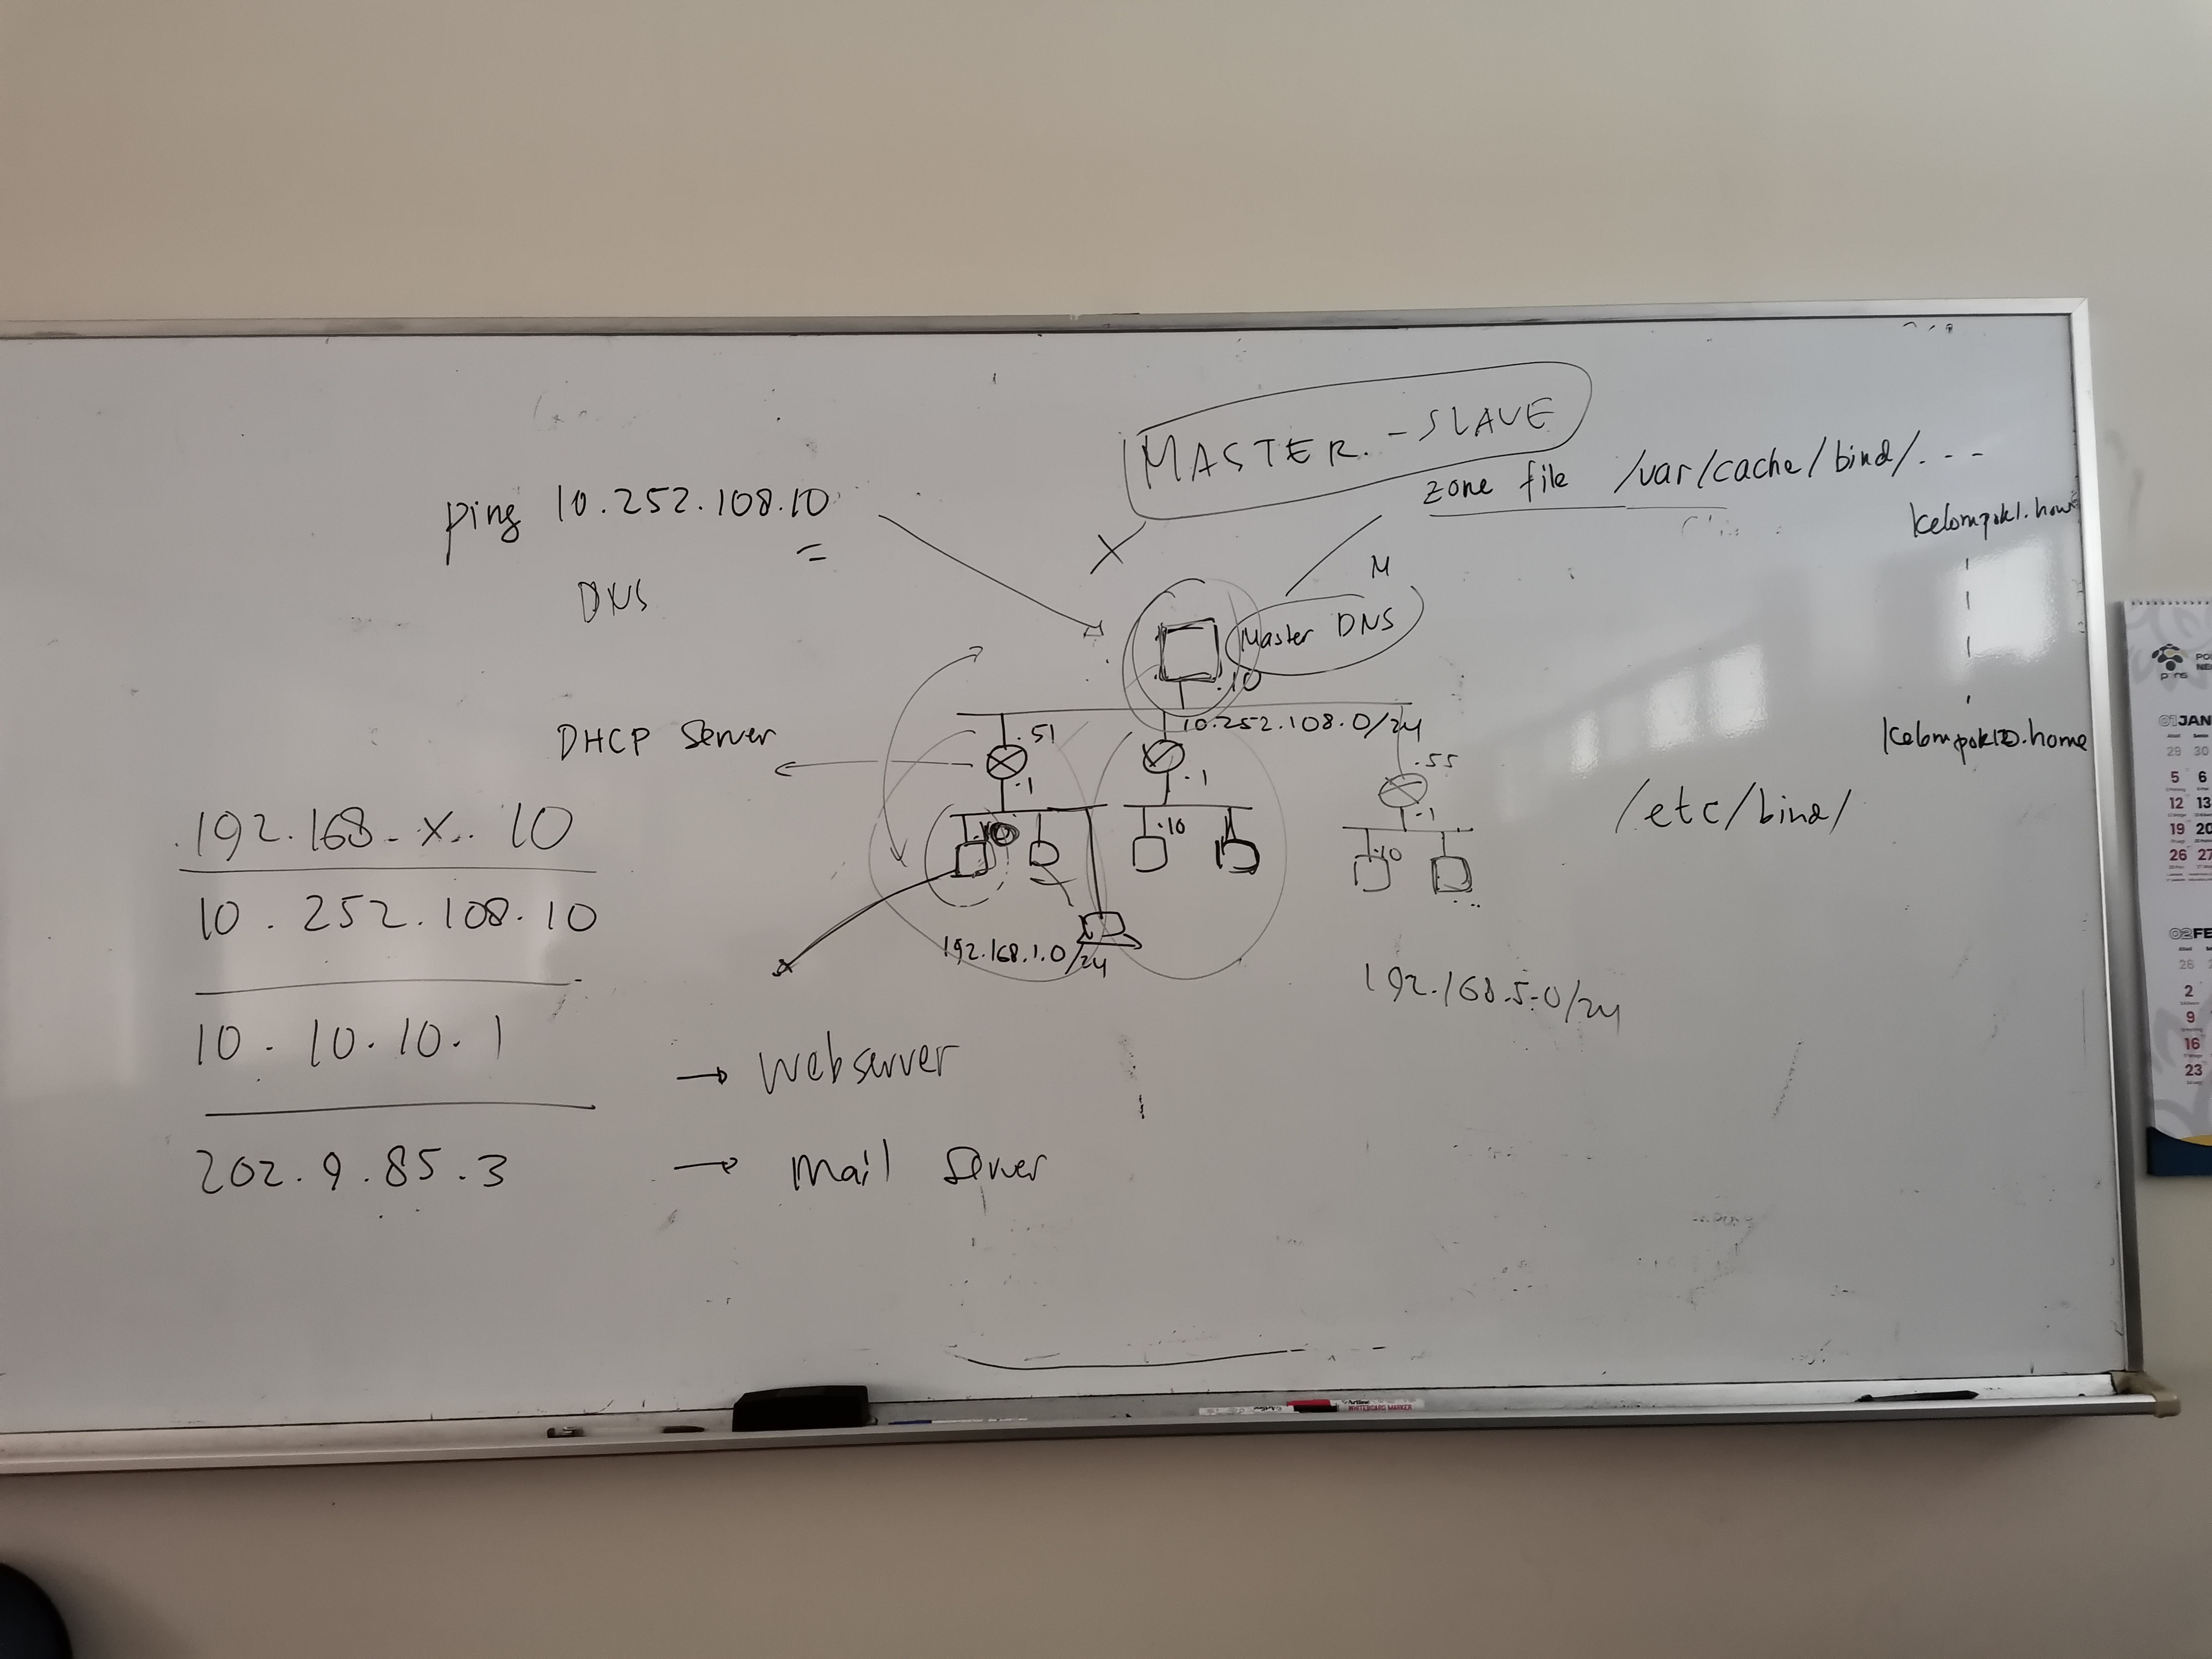 MASTER. - SLAVE
zone file /var/cache/bind/...
ping 10.252.108.10
=
kelompok1.home
DNS
M
Master DNS
.10
10.252.108.0/24
DHCP Server
.51
.1
.1
.55
.1
kelompok10.home
/etc/bind/
192.168.x.10
.10
.10
.10
10.252.108.10
192.168.1.0/24
192.168.5.0/24
10.10.10.1
→ Webserver
202.9.85.3
→ Mail Server
pens
01 JAN
29 30
5 6
12 13
19 20
26 27
02 FE
26
2
9
16
23
WHITEBOARD MARKER